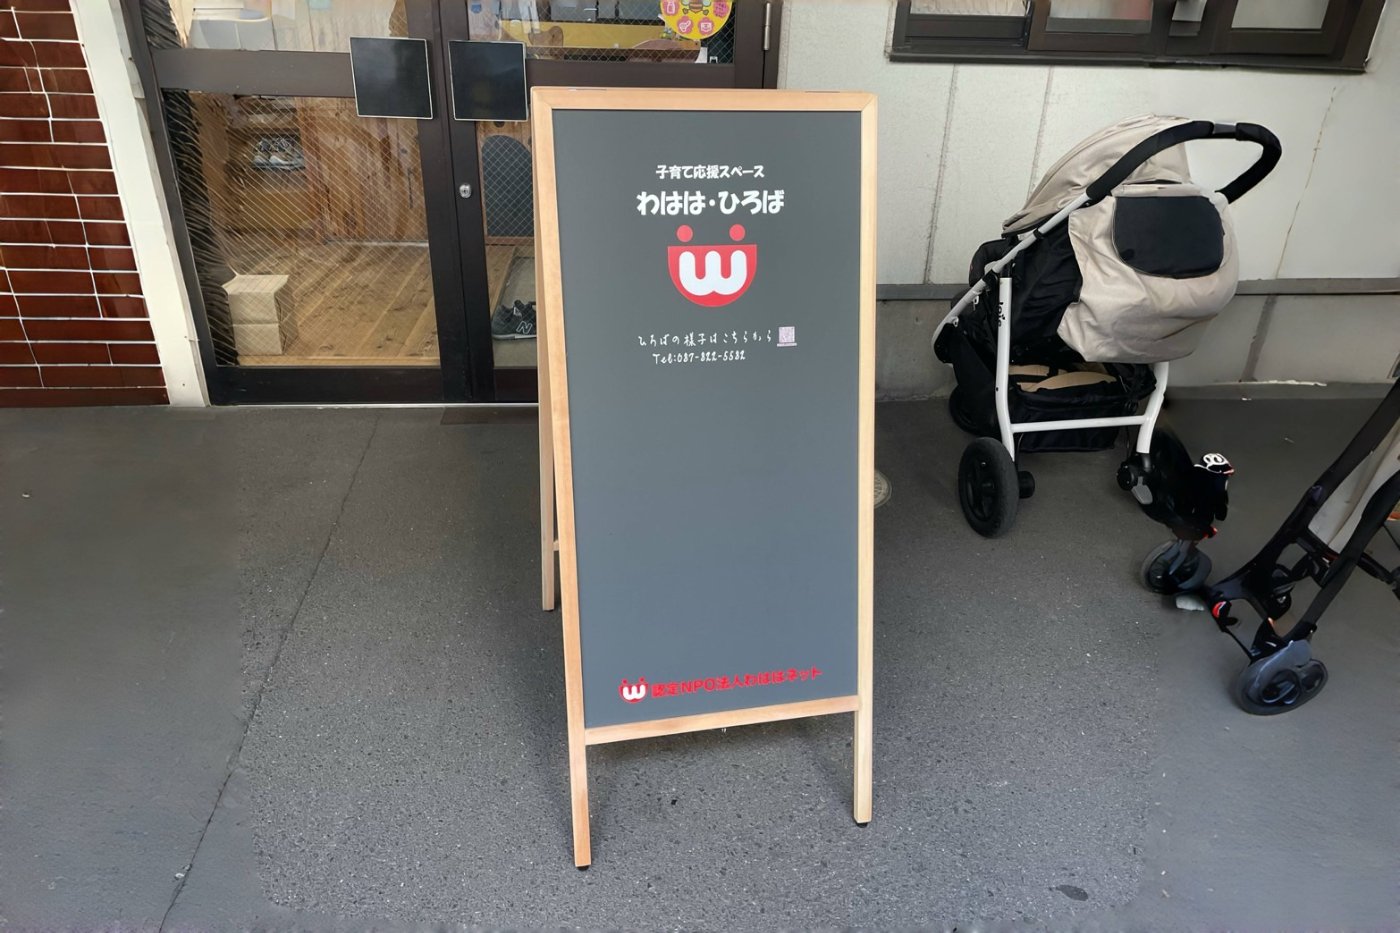 子育て応援スペース
わはは・ひろば
W
ひろばの様子はこちらから
Tel:087-822-5582
W 認定NPO法人わははネット
Joie
N